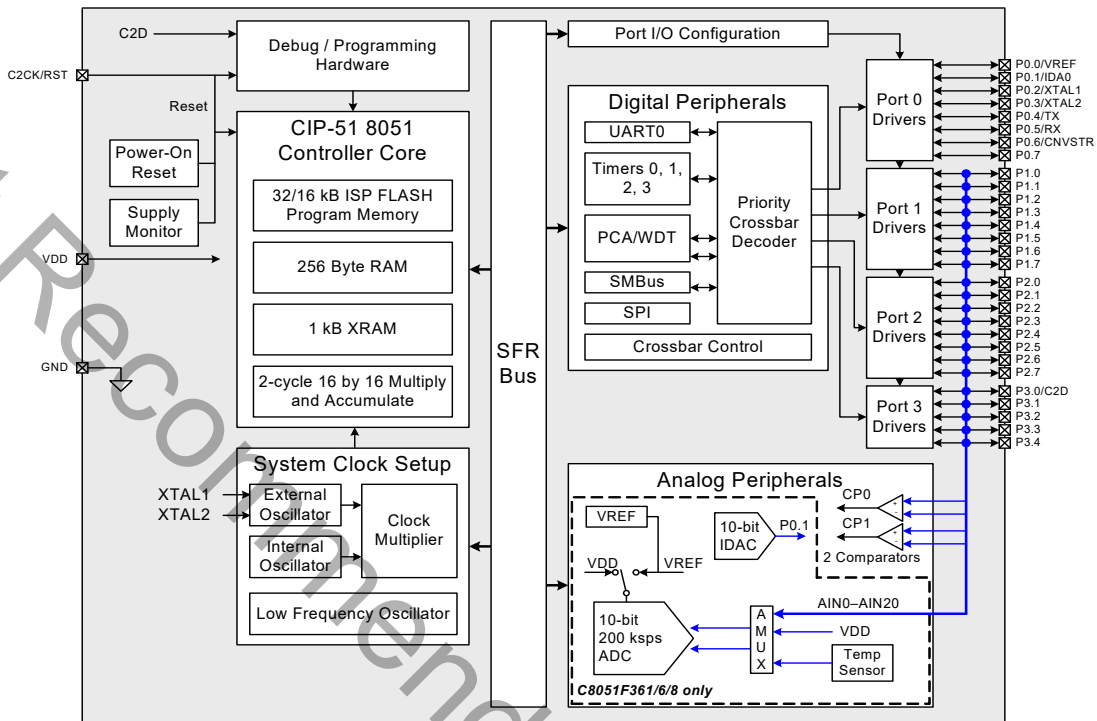 C2D
C2CK/RST
Debug / Programming
Hardware
Reset
Power-On
Reset
Supply
Monitor
VDD
GND
CIP-51 8051
Controller Core
32/16 kB ISP FLASH
Program Memory
256 Byte RAM
1 kB XRAM
2-cycle 16 by 16 Multiply
and Accumulate
System Clock Setup
XTAL1
XTAL2
External
Oscillator
Internal
Oscillator
Clock
Multiplier
Low Frequency Oscillator
SFR
Bus
Port I/O Configuration
Digital Peripherals
UART0
Timers 0, 1,
2, 3
PCA/WDT
SMBus
SPI
Priority
Crossbar
Decoder
Crossbar Control
Port 0
Drivers
Port 1
Drivers
Port 2
Drivers
Port 3
Drivers
P0.0/VREF
P0.1/IDA0
P0.2/XTAL1
P0.3/XTAL2
P0.4/TX
P0.5/RX
P0.6/CNVSTR
P0.7
P1.0
P1.1
P1.2
P1.3
P1.4
P1.5
P1.6
P1.7
P2.0
P2.1
P2.2
P2.3
P2.4
P2.5
P2.6
P2.7
P3.0/C2D
P3.1
P3.2
P3.3
P3.4
Analog Peripherals
VREF
VDD
VREF
10-bit
IDAC
P0.1
CP0
CP1
+
-
+
-
2 Comparators
10-bit
200 ksps
ADC
A
M
U
X
AIN0–AIN20
VDD
Temp
Sensor
C8051F361/6/8 only